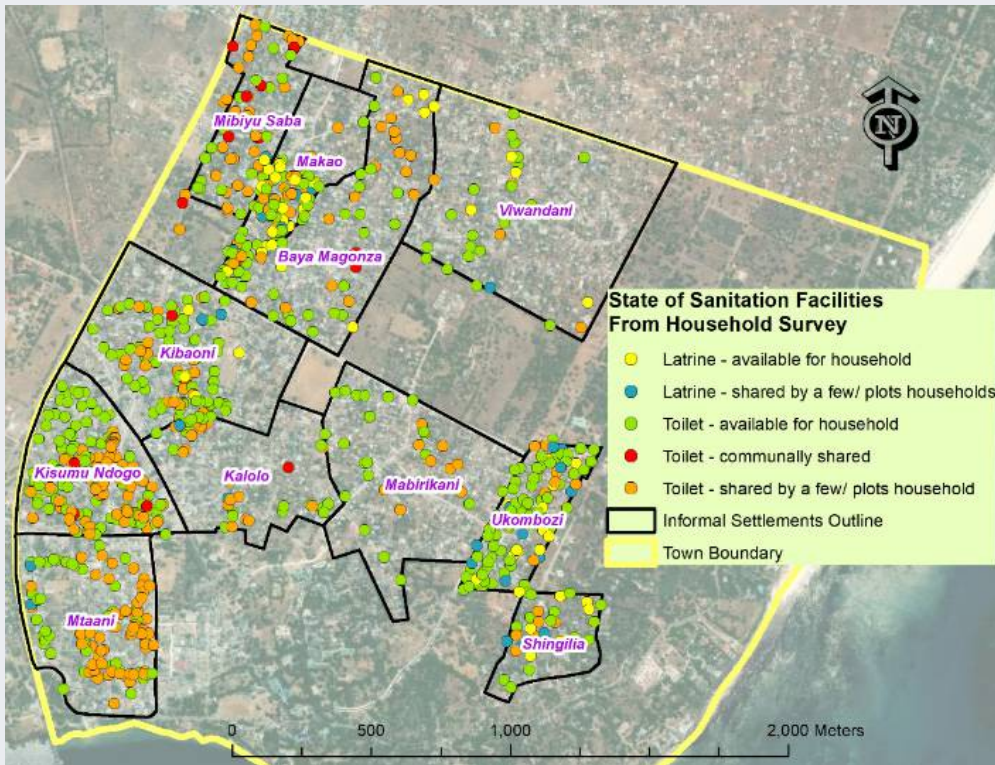 N
Mibiyu Saba
Makao
Viwandani
Baya Magonza
State of Sanitation Facilities
From Household Survey
Latrine - available for household
Latrine - shared by a few/ plots households
Toilet - available for household
Toilet - communally shared
Toilet - shared by a few/ plots household
Informal Settlements Outline
Town Boundary
Kibaoni
Kisumu Ndogo
Kalolo
Mabirikani
Ukombozi
Mtaani
Shingilia
0 500 1,000 2,000 Meters